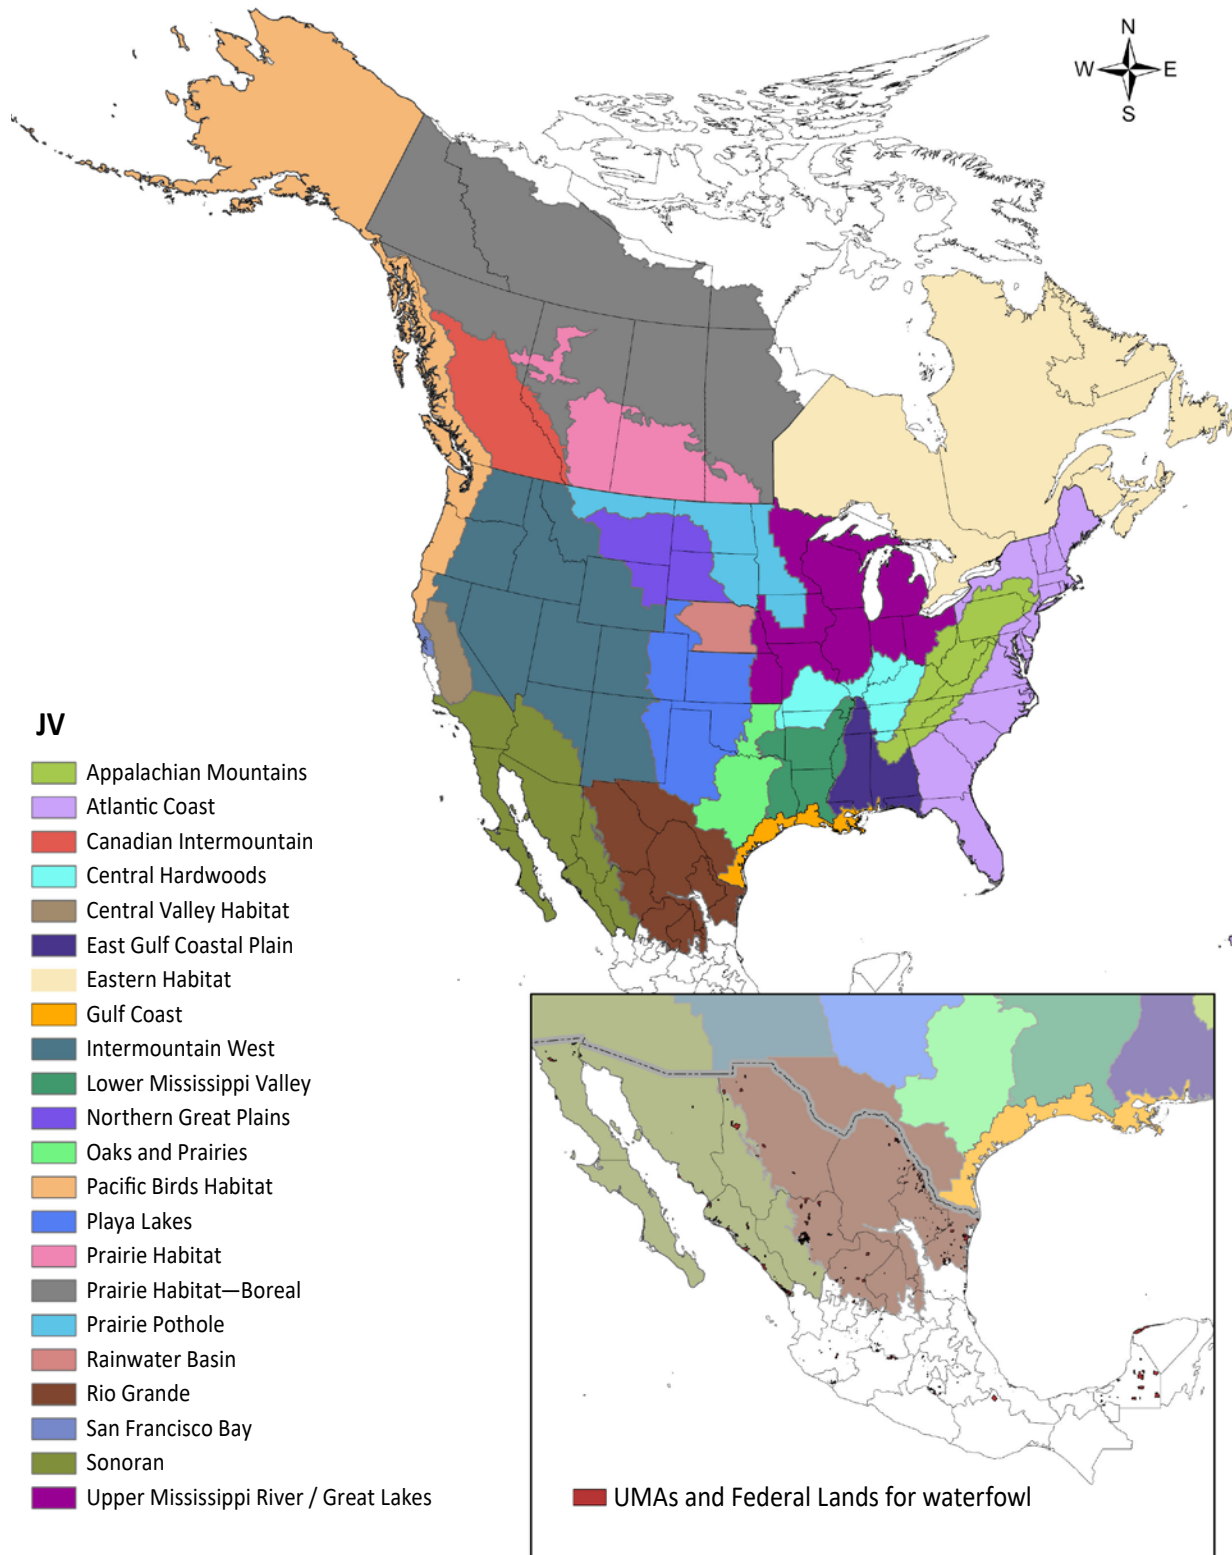 N
W E
S
JV
Appalachian Mountains
Atlantic Coast
Canadian Intermountain
Central Hardwoods
Central Valley Habitat
East Gulf Coastal Plain
Eastern Habitat
Gulf Coast
Intermountain West
Lower Mississippi Valley
Northern Great Plains
Oaks and Prairies
Pacific Birds Habitat
Playa Lakes
Prairie Habitat
Prairie Habitat—Boreal
Prairie Pothole
Rainwater Basin
Rio Grande
San Francisco Bay
Sonoran
Upper Mississippi River / Great Lakes
UMAs and Federal Lands for waterfowl